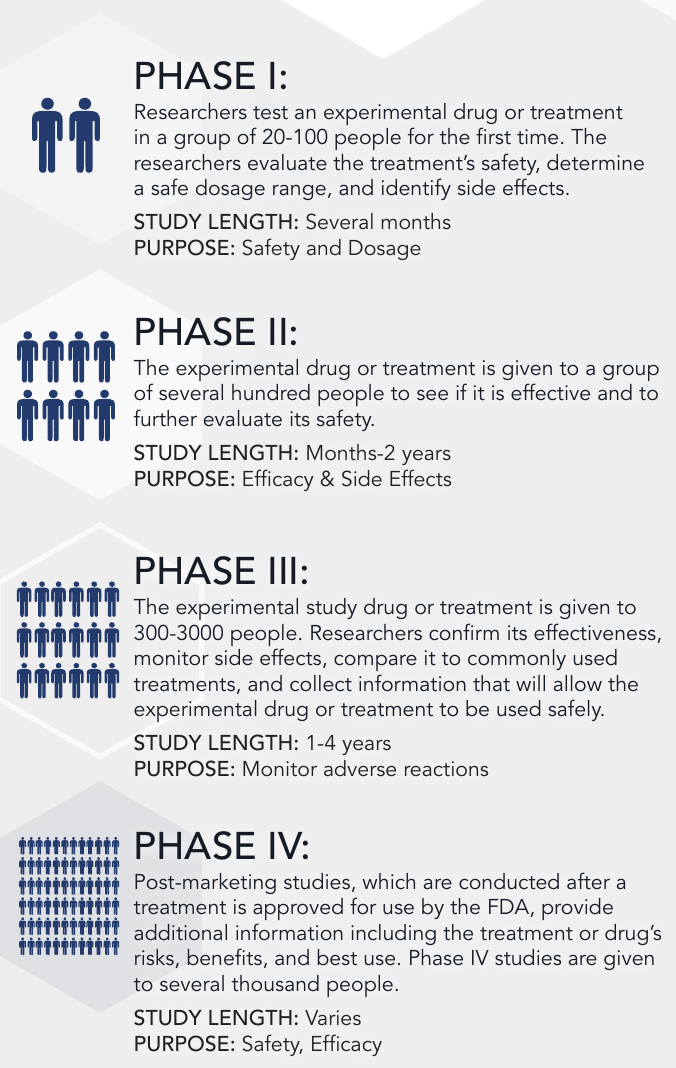 PHASE I:
Researchers test an experimental drug or treatment
in a group of 20-100 people for the first time. The
researchers evaluate the treatment’s safety, determine
a safe dosage range, and identify side effects.
STUDY LENGTH: Several months
PURPOSE: Safety and Dosage
PHASE II:
The experimental drug or treatment is given to a group
of several hundred people to see if it is effective and to
further evaluate its safety.
STUDY LENGTH: Months-2 years
PURPOSE: Efficacy & Side Effects
PHASE III:
The experimental study drug or treatment is given to
300-3000 people. Researchers confirm its effectiveness,
monitor side effects, compare it to commonly used
treatments, and collect information that will allow the
experimental drug or treatment to be used safely.
STUDY LENGTH: 1-4 years
PURPOSE: Monitor adverse reactions
PHASE IV:
Post-marketing studies, which are conducted after a
treatment is approved for use by the FDA, provide
additional information including the treatment or drug’s
risks, benefits, and best use. Phase IV studies are given
to several thousand people.
STUDY LENGTH: Varies
PURPOSE: Safety, Efficacy